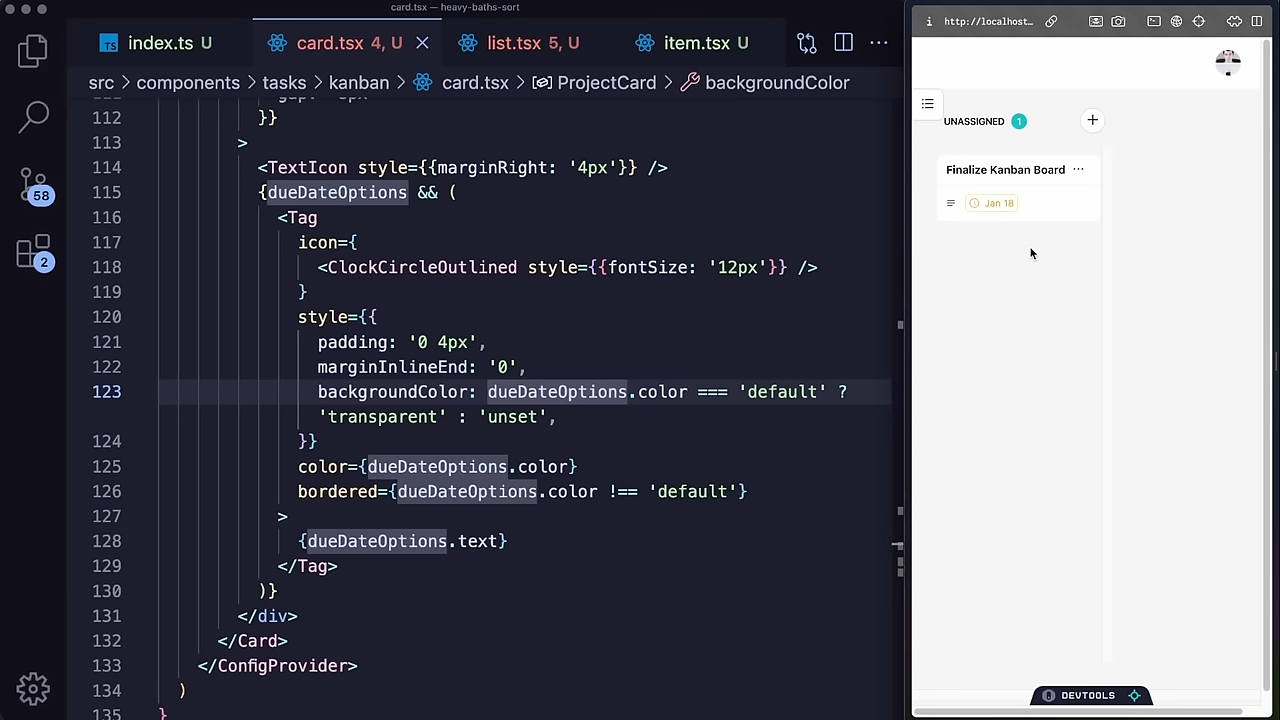 card.tsx — heavy-baths-sort
TS index.ts U
card.tsx 4, U
list.tsx 5, U
item.tsx U
src > components > tasks > kanban > card.tsx > ProjectCard > backgroundColor
112 }}
113 >
114 <TextIcon style={{marginRight: '4px'}} />
115 {dueDateOptions && (
116 <Tag
117 icon={
118 <ClockCircleOutlined style={{fontSize: '12px'}} />
119 }
120 style={{
121 padding: '0 4px',
122 marginInlineEnd: '0',
123 backgroundColor: dueDateOptions.color === 'default' ?
'transparent' : 'unset',
124 }}
125 color={dueDateOptions.color}
126 bordered={dueDateOptions.color !== 'default'}
127 >
128 {dueDateOptions.text}
129 </Tag>
130 )}
131 </div>
132 </Card>
133 </ConfigProvider>
134 )
135 }
58
2
http://localhost...
UNASSIGNED 1
Finalize Kanban Board
Jan 18
DEVTOOLS